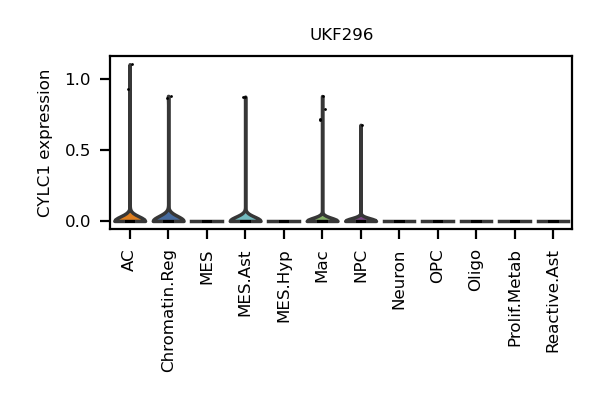 UKF296
CYLC1 expression
1.0
0.5
0.0
AC
Chromatin.Reg
MES
MES.Ast
MES.Hyp
Mac
NPC
Neuron
OPC
Oligo
Prolif.Metab
Reactive.Ast